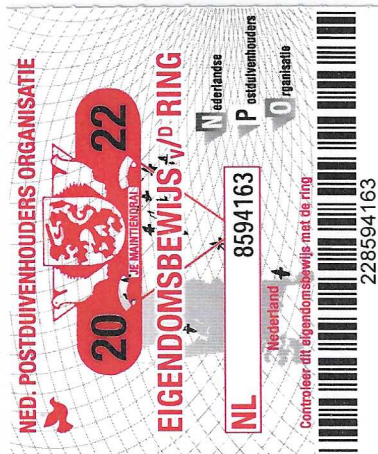 NED. POSTDUIVENHOUDERS ORGANISATIE
20 22
JE MAINTIENDRAI
EIGENDOMSBEWIJS V/D RING
Nederlandse
Postduivenhouders
Organisatie
NL 8594163
Nederland
Controleer dit eigendomsbewijs met de ring
228594163